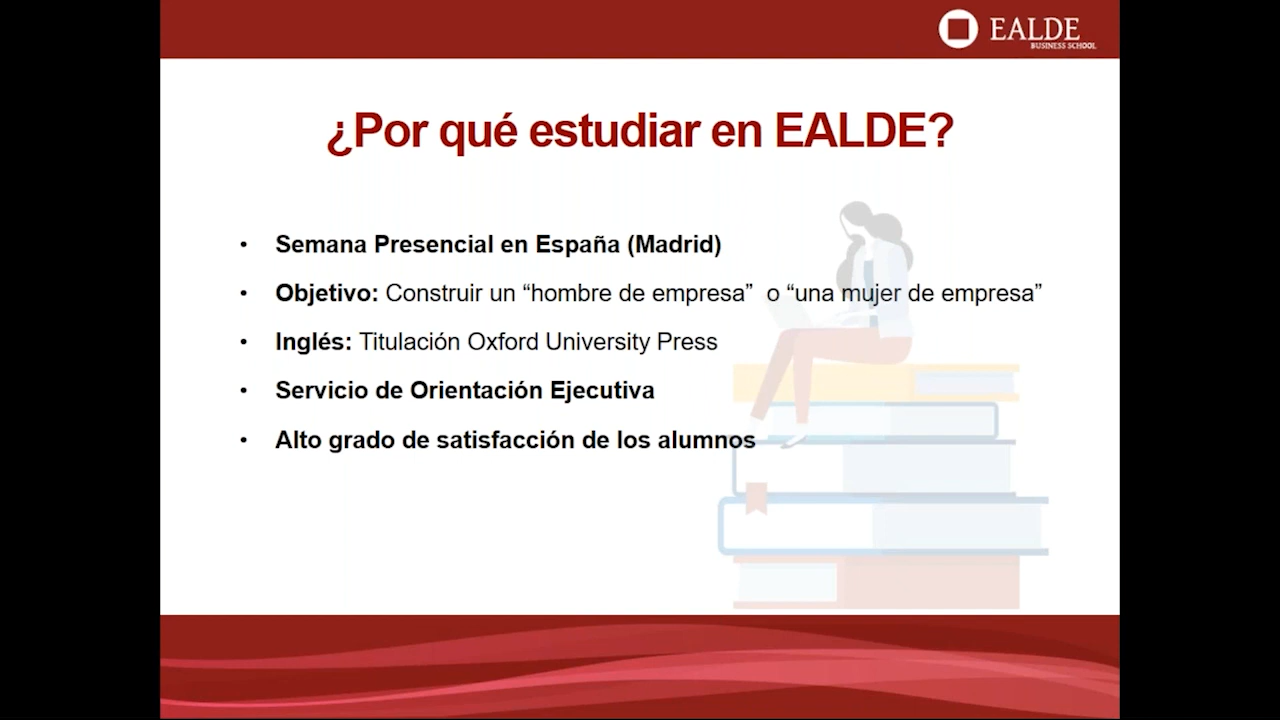 EALDE
BUSINESS SCHOOL
¿Por qué estudiar en EALDE?
• Semana Presencial en España (Madrid)
• Objetivo: Construir un “hombre de empresa”  o “una mujer de empresa”
• Inglés: Titulación Oxford University Press
• Servicio de Orientación Ejecutiva
• Alto grado de satisfacción de los alumnos